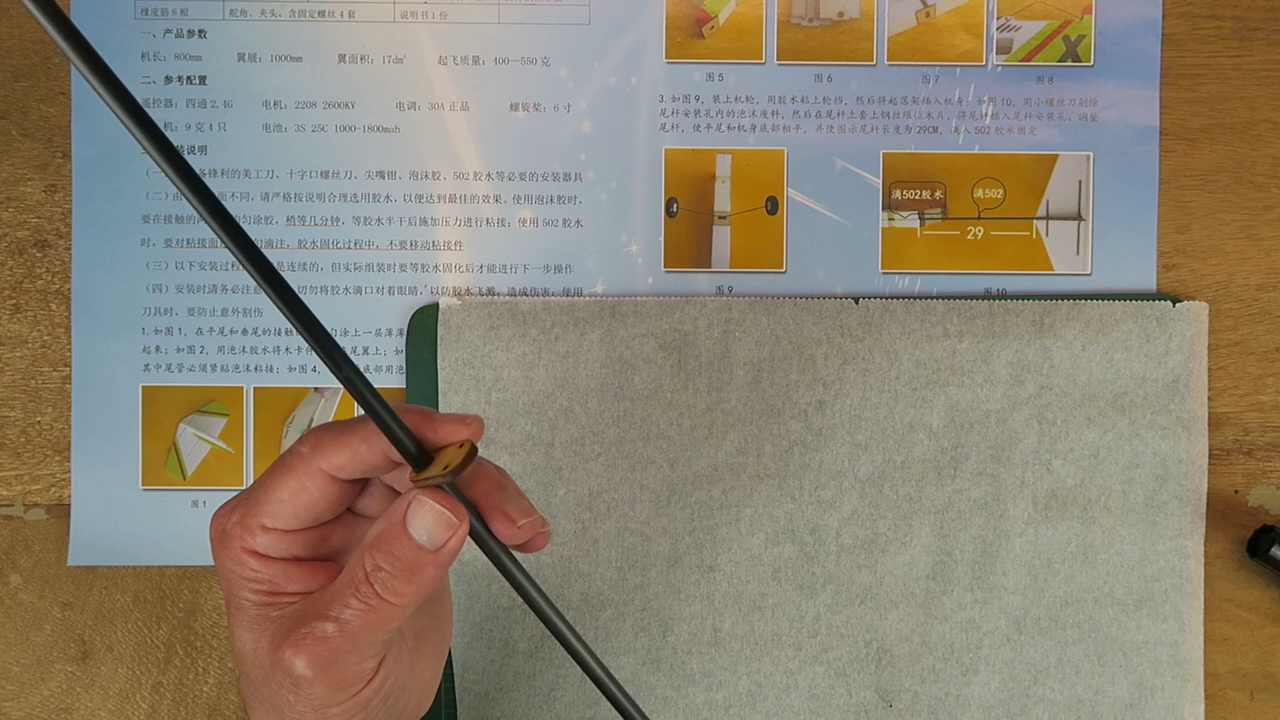 橡皮筋6根 舵角、夹头、含固定螺丝4套 说明书1份
一、产品参数
机长：800mm 翼展：1000mm 翼面积：17dm² 起飞质量：400—550克
二、参考配置
遥控器：四通2.4G 电机：2208 2600KV 电调：30A正品 螺旋桨：6寸
机：9克4只 电池：3S 25C 1000-1800mah
装说明
（一 备锋利的美工刀、十字口螺丝刀、尖嘴钳、泡沫胶、502胶水等必要的安装器具
（二）由 面不同，请严格按说明合理选用胶水，以便达到最佳的效果。使用泡沫胶时，
要在接触的 匀涂胶，稍等几分钟，等胶水半干后施加压力进行粘接；使用502胶水
时，要对粘接面 匀滴注，胶水固化过程中，不要移动粘接件
（三）以下安装过程 是连续的，但实际组装时要等胶水固化后才能进行下一步操作
（四）安装时请务必注意 切勿将胶水滴口对着眼睛，以防胶水飞溅，造成伤害；使用
刀具时，要防止意外割伤
1.如图1，在平尾和垂尾的接触 匀涂上一层薄薄
起来；如图2，用泡沫胶水将木卡件 尾翼上；如
其中尾管必须紧贴泡沫粘接；如图4， 底部用泡
图1
图5 图6 图7 图8
3.如图9，装上机轮，用胶水粘上轮挡，然后将起落架插入机身；如图10，用小螺丝刀剔除
尾杆安装孔内的泡沫废料，然后在尾杆上套上钢丝限位木片，将尾杆插入尾杆安装孔。调整
尾杆，使平尾和机身底部相平，并使图示尾杆长度为29CM，滴入502胶水固定
滴502胶水 滴502
29
图9 图10